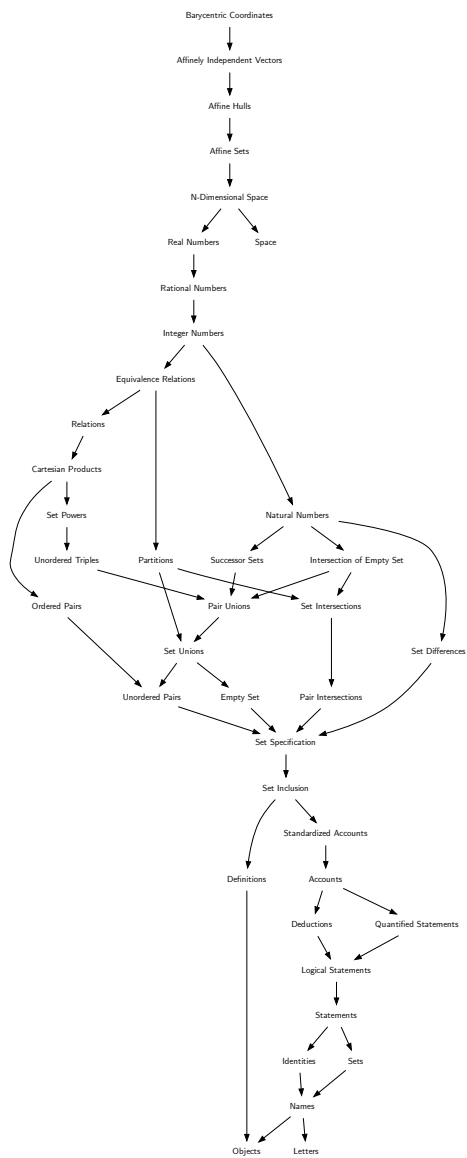 Barycentric Coordinates
Affinely Independent Vectors
Affine Hulls
Affine Sets
N-Dimensional Space
Real Numbers
Space
Rational Numbers
Integer Numbers
Equivalence Relations
Relations
Cartesian Products
Set Powers
Natural Numbers
Unordered Triples
Partitions
Successor Sets
Intersection of Empty Set
Ordered Pairs
Pair Unions
Set Intersections
Set Unions
Set Differences
Unordered Pairs
Empty Set
Pair Intersections
Set Specification
Set Inclusion
Standardized Accounts
Definitions
Accounts
Deductions
Quantified Statements
Logical Statements
Statements
Identities
Sets
Names
Objects
Letters